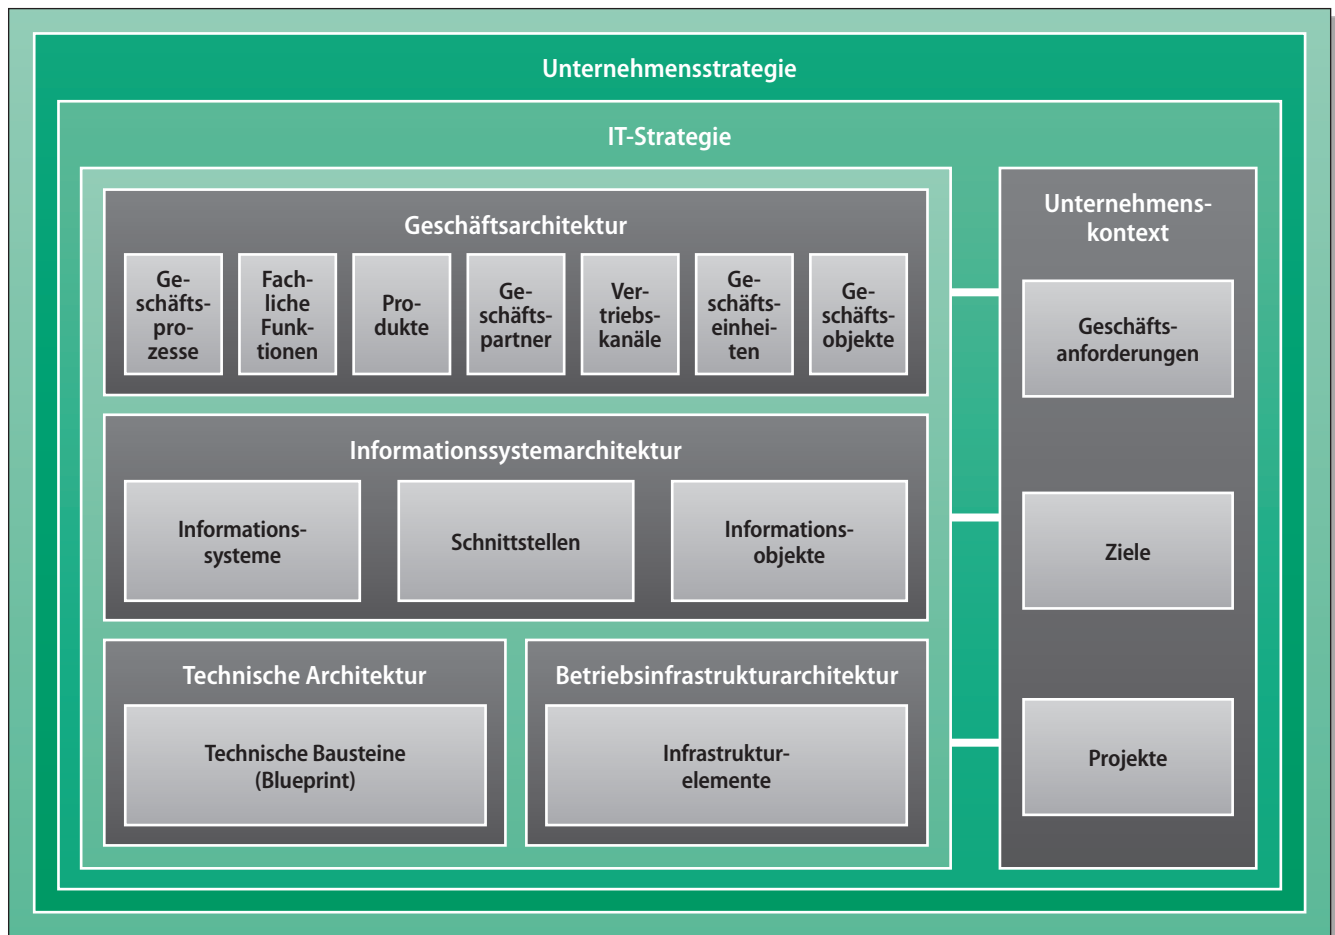 Unternehmensstrategie
IT-Strategie
Geschäftsarchitektur
Ge-
schäfts-
pro-
zesse
Fach-
liche
Funk-
tionen
Pro-
dukte
Ge-
schäfts-
partner
Ver-
triebs-
kanäle
Ge-
schäfts-
einhei-
ten
Ge-
schäfts-
objekte
Informationssystemarchitektur
Informations-
systeme
Schnittstellen
Informations-
objekte
Technische Architektur
Technische Bausteine
(Blueprint)
Betriebsinfrastrukturarchitektur
Infrastruktur-
elemente
Unternehmens-
kontext
Geschäfts-
anforderungen
Ziele
Projekte